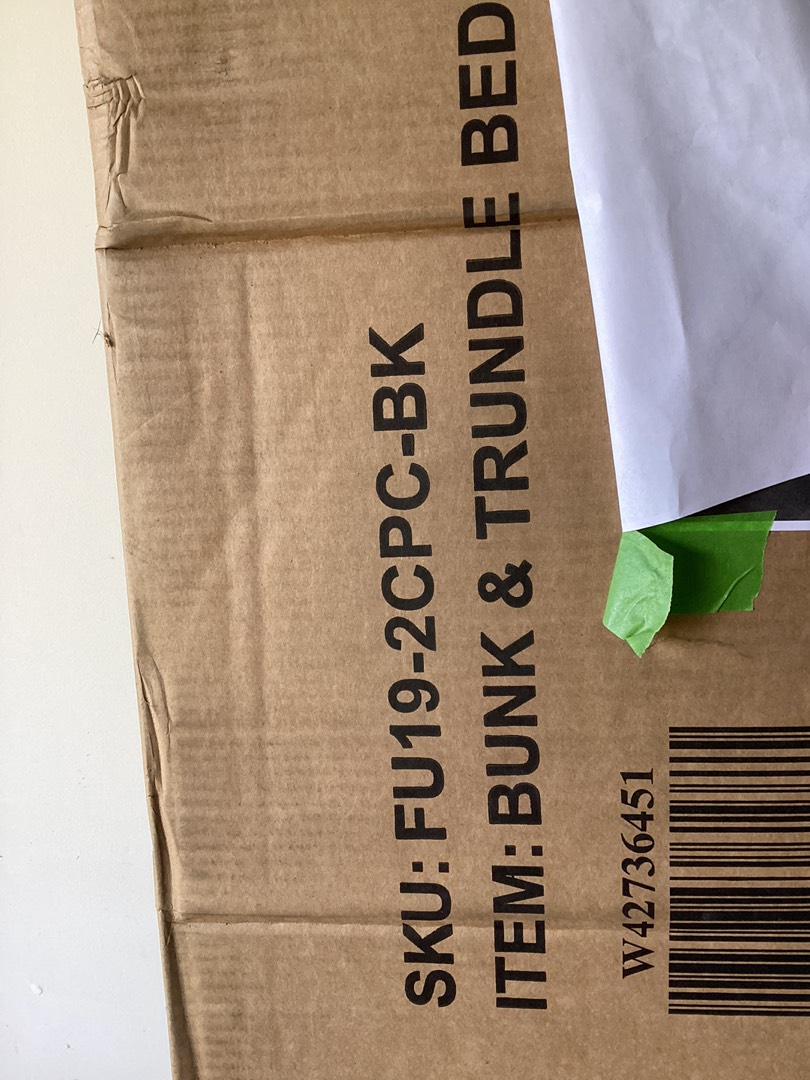 SKU: FU19-2CPC-BK
ITEM: BUNK & TRUNDLE BED
W42736451